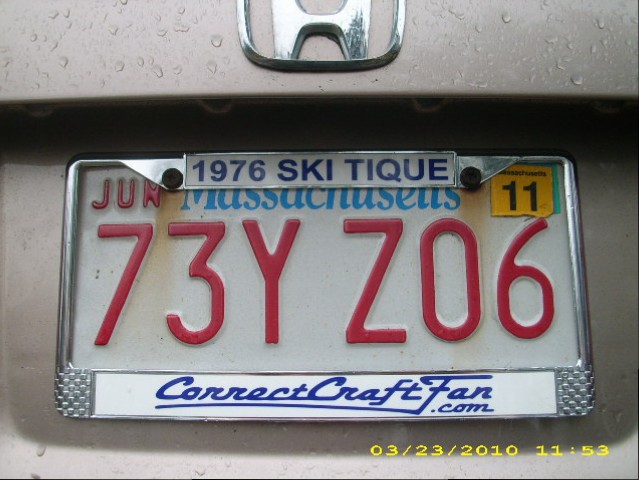 1976 SKI TIQUE
JUN Massachusetts Massachusetts 11
73Y Z06
CorrectCraftFan
.com
03/23/2010 11:53